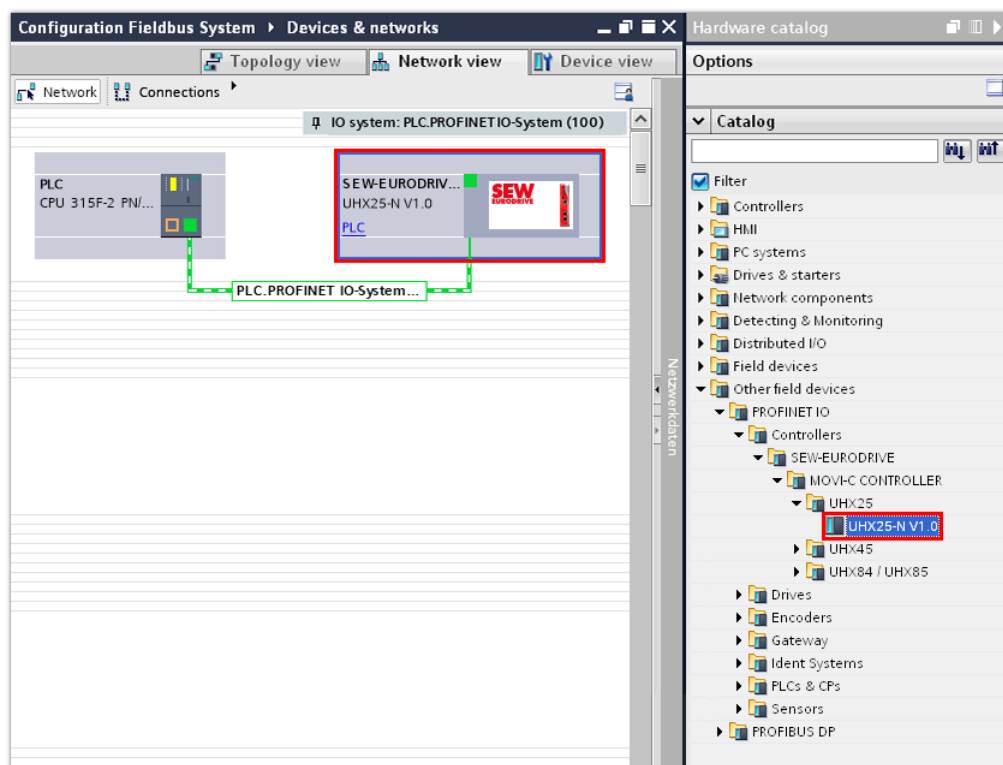 Configuration Fieldbus System ▸ Devices & networks
Topology view
Network view
Device view
Network
Connections
IO system: PLC.PROFINET IO-System (100)
PLC
CPU 315F-2 PN/...
SEW-EURODRIV...
UHX25-N V1.0
PLC
SEW
EURODRIVE
PLC.PROFINET IO-System...
Netzwerkdaten
Hardware catalog
Options
Catalog
Filter
Controllers
HMI
PC systems
Drives & starters
Network components
Detecting & Monitoring
Distributed I/O
Field devices
Other field devices
PROFINET IO
Controllers
SEW-EURODRIVE
MOVI-C CONTROLLER
UHX25
UHX25-N V1.0
UHX45
UHX84 / UHX85
Drives
Encoders
Gateway
Ident Systems
PLCs & CPs
Sensors
PROFIBUS DP